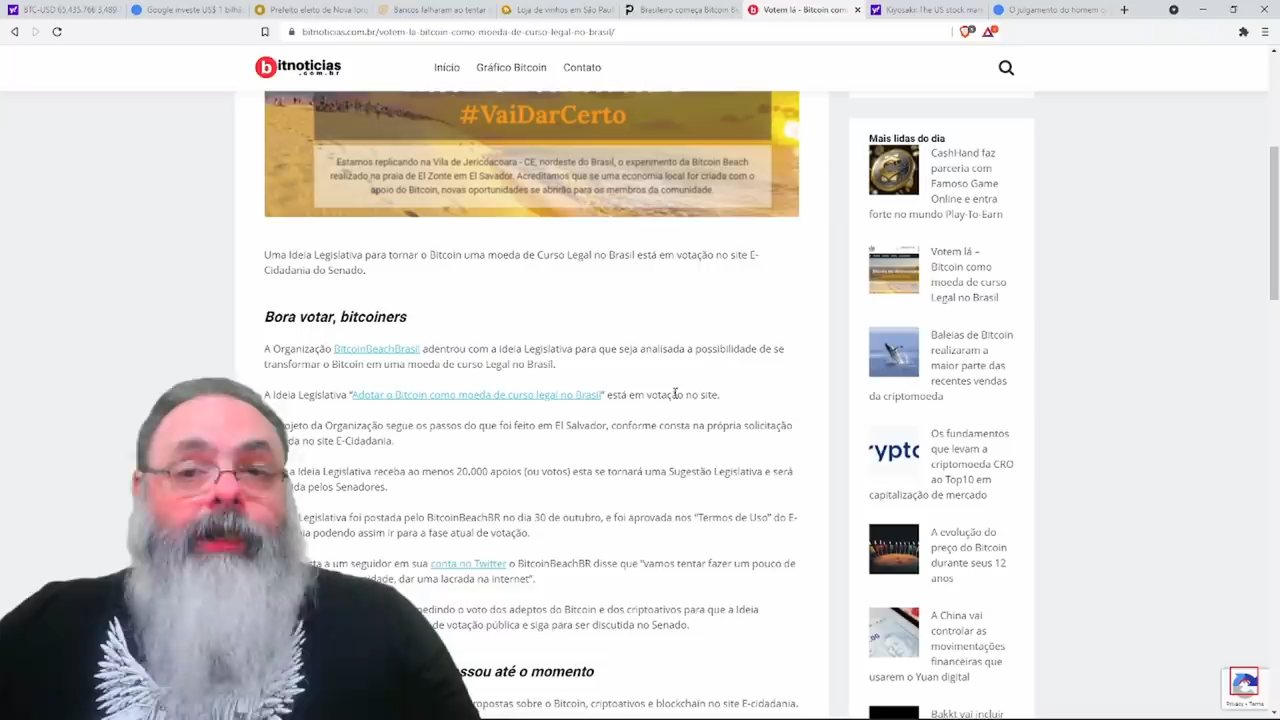 BTC-USD 65,435.766 3,489
Google investe US$ 1 bilhã
Prefeito eleito de Nova Iorq
Bancos falharam ao tentar
Loja de vinhos em São Paul
Brasileiro começa Bitcoin B
Votem lá - Bitcoin com
Kiyosaki: The US stock mar
O julgamento do homem q
bitnoticias.com.br/votem-la-bitcoin-como-moeda-de-curso-legal-no-brasil/
bitnoticias
.com.br
Início
Gráfico Bitcoin
Contato
#VaiDarCerto
Estamos replicando na Vila de Jericoacoara - CE, nordeste do Brasil, o experimento da Bitcoin Beach
realizado na praia de El Zonte em El Savador. Acreditamos que se uma economia local for criada com o
apoio do Bitcoin, novas oportunidades se abrirão para os membros da comunidade.
Uma Ideia Legislativa para tornar o Bitcoin uma moeda de Curso Legal no Brasil está em votação no site E-
Cidadania do Senado.
Bora votar, bitcoiners
A Organização BitcoinBeachBrasil adentrou com a Ideia Legislativa para que seja analisada a possibilidade de se
transformar o Bitcoin em uma moeda de curso Legal no Brasil.
A Ideia Legislativa “Adotar o Bitcoin como moeda de curso legal no Brasil” está em votação no site.
ojeto da Organização segue os passos do que foi feito em El Salvador, conforme consta na própria solicitação
da no site E-Cidadania.
a Ideia Legislativa receba ao menos 20.000 apoios (ou votos) esta se tornará uma Sugestão Legislativa e será
ida pelos Senadores.
Legislativa foi postada pelo BitcoinBeachBR no dia 30 de outubro, e foi aprovada nos “Termos de Uso” do E-
ia podendo assim ir para a fase atual de votação.
sta a um seguidor em sua conta no Twitter o BitcoinBeachBR disse que “Vamos tentar fazer um pouco de
idade, dar uma lacrada na internet”.
pedindo o voto dos adeptos do Bitcoin e dos criptoativos para que a Ideia
de votação pública e siga para ser discutida no Senado.
ssou até o momento
ropostas sobre o Bitcoin, criptoativos e blockchain no site E-cidadania.
Mais lidas do dia
CashHand faz
parceria com
Famoso Game
Online e entra
forte no mundo Play-To-Earn
Votem lá –
Bitcoin como
moeda de curso
Legal no Brasil
Baleias de Bitcoin
realizaram a
maior parte das
recentes vendas
da criptomoeda
rypto
Os fundamentos
que levam a
criptomoeda CRO
ao Top10 em
capitalização de mercado
A evolução do
preço do Bitcoin
durante seus 12
anos
A China vai
controlar as
movimentações
financeiras que
usarem o Yuan digital
Bakkt vai incluir
Privacy - Terms